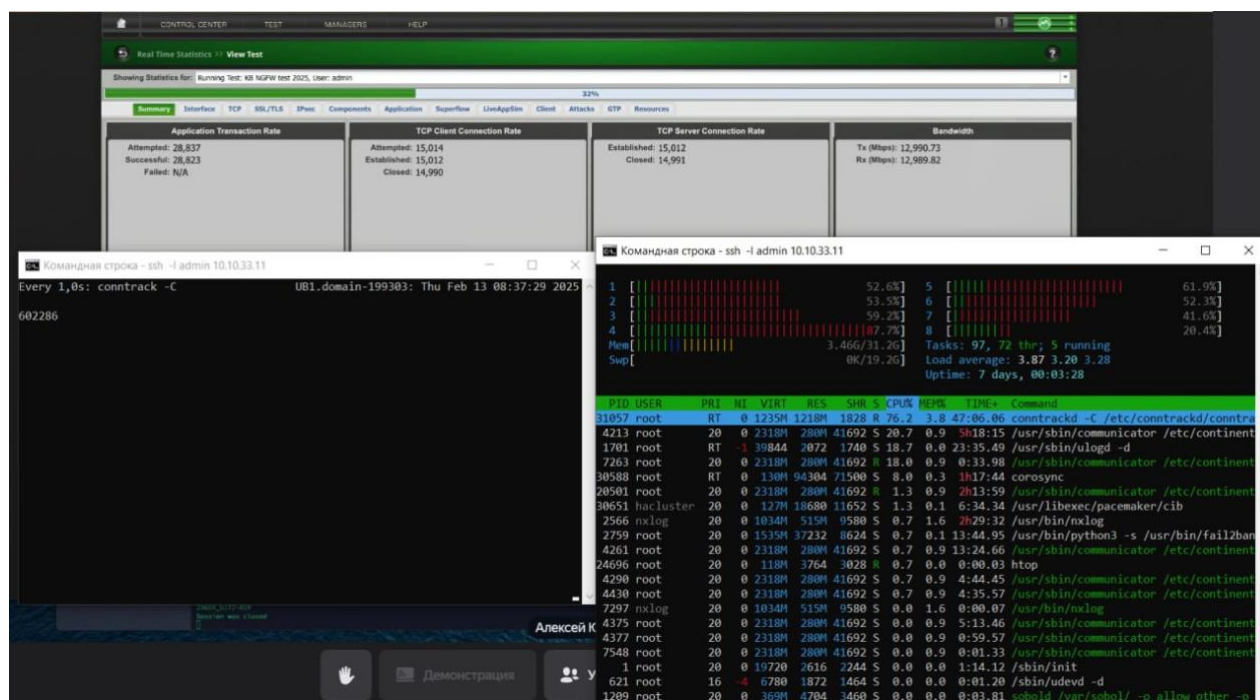 CONTROL CENTER TEST MANAGERS HELP
Real Time Statistics >> View Test
Showing Statistics for: Running Test: KB NGFW test 2025, User: admin
32%
Summary Interface TCP SSL/TLS IPsec Components Application Superflow LiveAppSim Client Attacks GTP Resources
Application Transaction Rate
Attempted: 28,837
Successful: 28,823
Failed: N/A
TCP Client Connection Rate
Attempted: 15,014
Established: 15,012
Closed: 14,990
TCP Server Connection Rate
Established: 15,012
Closed: 14,991
Bandwidth
Tx (Mbps): 12,990.73
Rx (Mbps): 12,989.82
Командная строка - ssh -l admin 10.10.33.11
Every 1,0s: conntrack -C UB1.domain-199303: Thu Feb 13 08:37:29 2025
602286
Командная строка - ssh -l admin 10.10.33.11
1 [ 52.6%] 5 [ 61.9%]
2 [ 53.5%] 6 [ 52.3%]
3 [ 59.2%] 7 [ 41.6%]
4 [ 87.7%] 8 [ 20.4%]
Mem[ 3.46G/31.2G] Tasks: 97, 72 thr; 5 running
Swp[ 0K/19.2G] Load average: 3.87 3.20 3.28
Uptime: 7 days, 00:03:28
PID USER PRI NI VIRT RES SHR S CPU% MEM% TIME+ Command
31057 root RT 0 1235M 1218M 1828 R 76.2 3.8 47:06.06 conntrackd -C /etc/conntrackd/conntra
4213 root 20 0 2318M 280M 41692 S 20.7 0.9 5h18:15 /usr/sbin/communicator /etc/continent
1701 root RT -1 39844 2072 1740 S 18.7 0.0 23:35.49 /usr/sbin/ulogd -d
7263 root 20 0 2318M 280M 41692 R 18.0 0.9 0:33.98 /usr/sbin/communicator /etc/continent
30588 root RT 0 130M 94304 71500 S 8.0 0.3 1h17:44 corosync
20501 root 20 0 2318M 280M 41692 R 1.3 0.9 2h13:59 /usr/sbin/communicator /etc/continent
30651 hacluster 20 0 127M 18680 11652 S 1.3 0.1 6:34.34 /usr/libexec/pacemaker/cib
2566 nxlog 20 0 1034M 515M 9580 S 0.7 1.6 2h29:32 /usr/bin/nxlog
2759 root 20 0 1535M 37232 8624 S 0.7 0.1 13:44.95 /usr/bin/python3 -s /usr/bin/fail2ban
4261 root 20 0 2318M 280M 41692 S 0.7 0.9 13:24.66 /usr/sbin/communicator /etc/continent
24696 root 20 0 118M 3764 3028 R 0.7 0.0 0:00.03 htop
4290 root 20 0 2318M 280M 41692 S 0.7 0.9 4:44.45 /usr/sbin/communicator /etc/continent
4430 root 20 0 2318M 280M 41692 S 0.7 0.9 4:35.57 /usr/sbin/communicator /etc/continent
7297 nxlog 20 0 1034M 515M 9580 S 0.0 1.6 0:00.07 /usr/bin/nxlog
4375 root 20 0 2318M 280M 41692 S 0.0 0.9 5:13.46 /usr/sbin/communicator /etc/continent
4377 root 20 0 2318M 280M 41692 S 0.0 0.9 0:59.57 /usr/sbin/communicator /etc/continent
7548 root 20 0 2318M 280M 41692 S 0.0 0.9 0:01.33 /usr/sbin/communicator /etc/continent
1 root 20 0 19720 2616 2244 S 0.0 0.0 1:14.12 /sbin/init
621 root 16 -4 6780 1872 1464 S 0.0 0.0 0:01.20 /sbin/udevd -d
1209 root 20 0 369M 4704 3460 S 0.0 0.0 0:03.81 sobold /var/sobol/ -o allow_other
Session was closed
Алексей К
Демонстрация
У